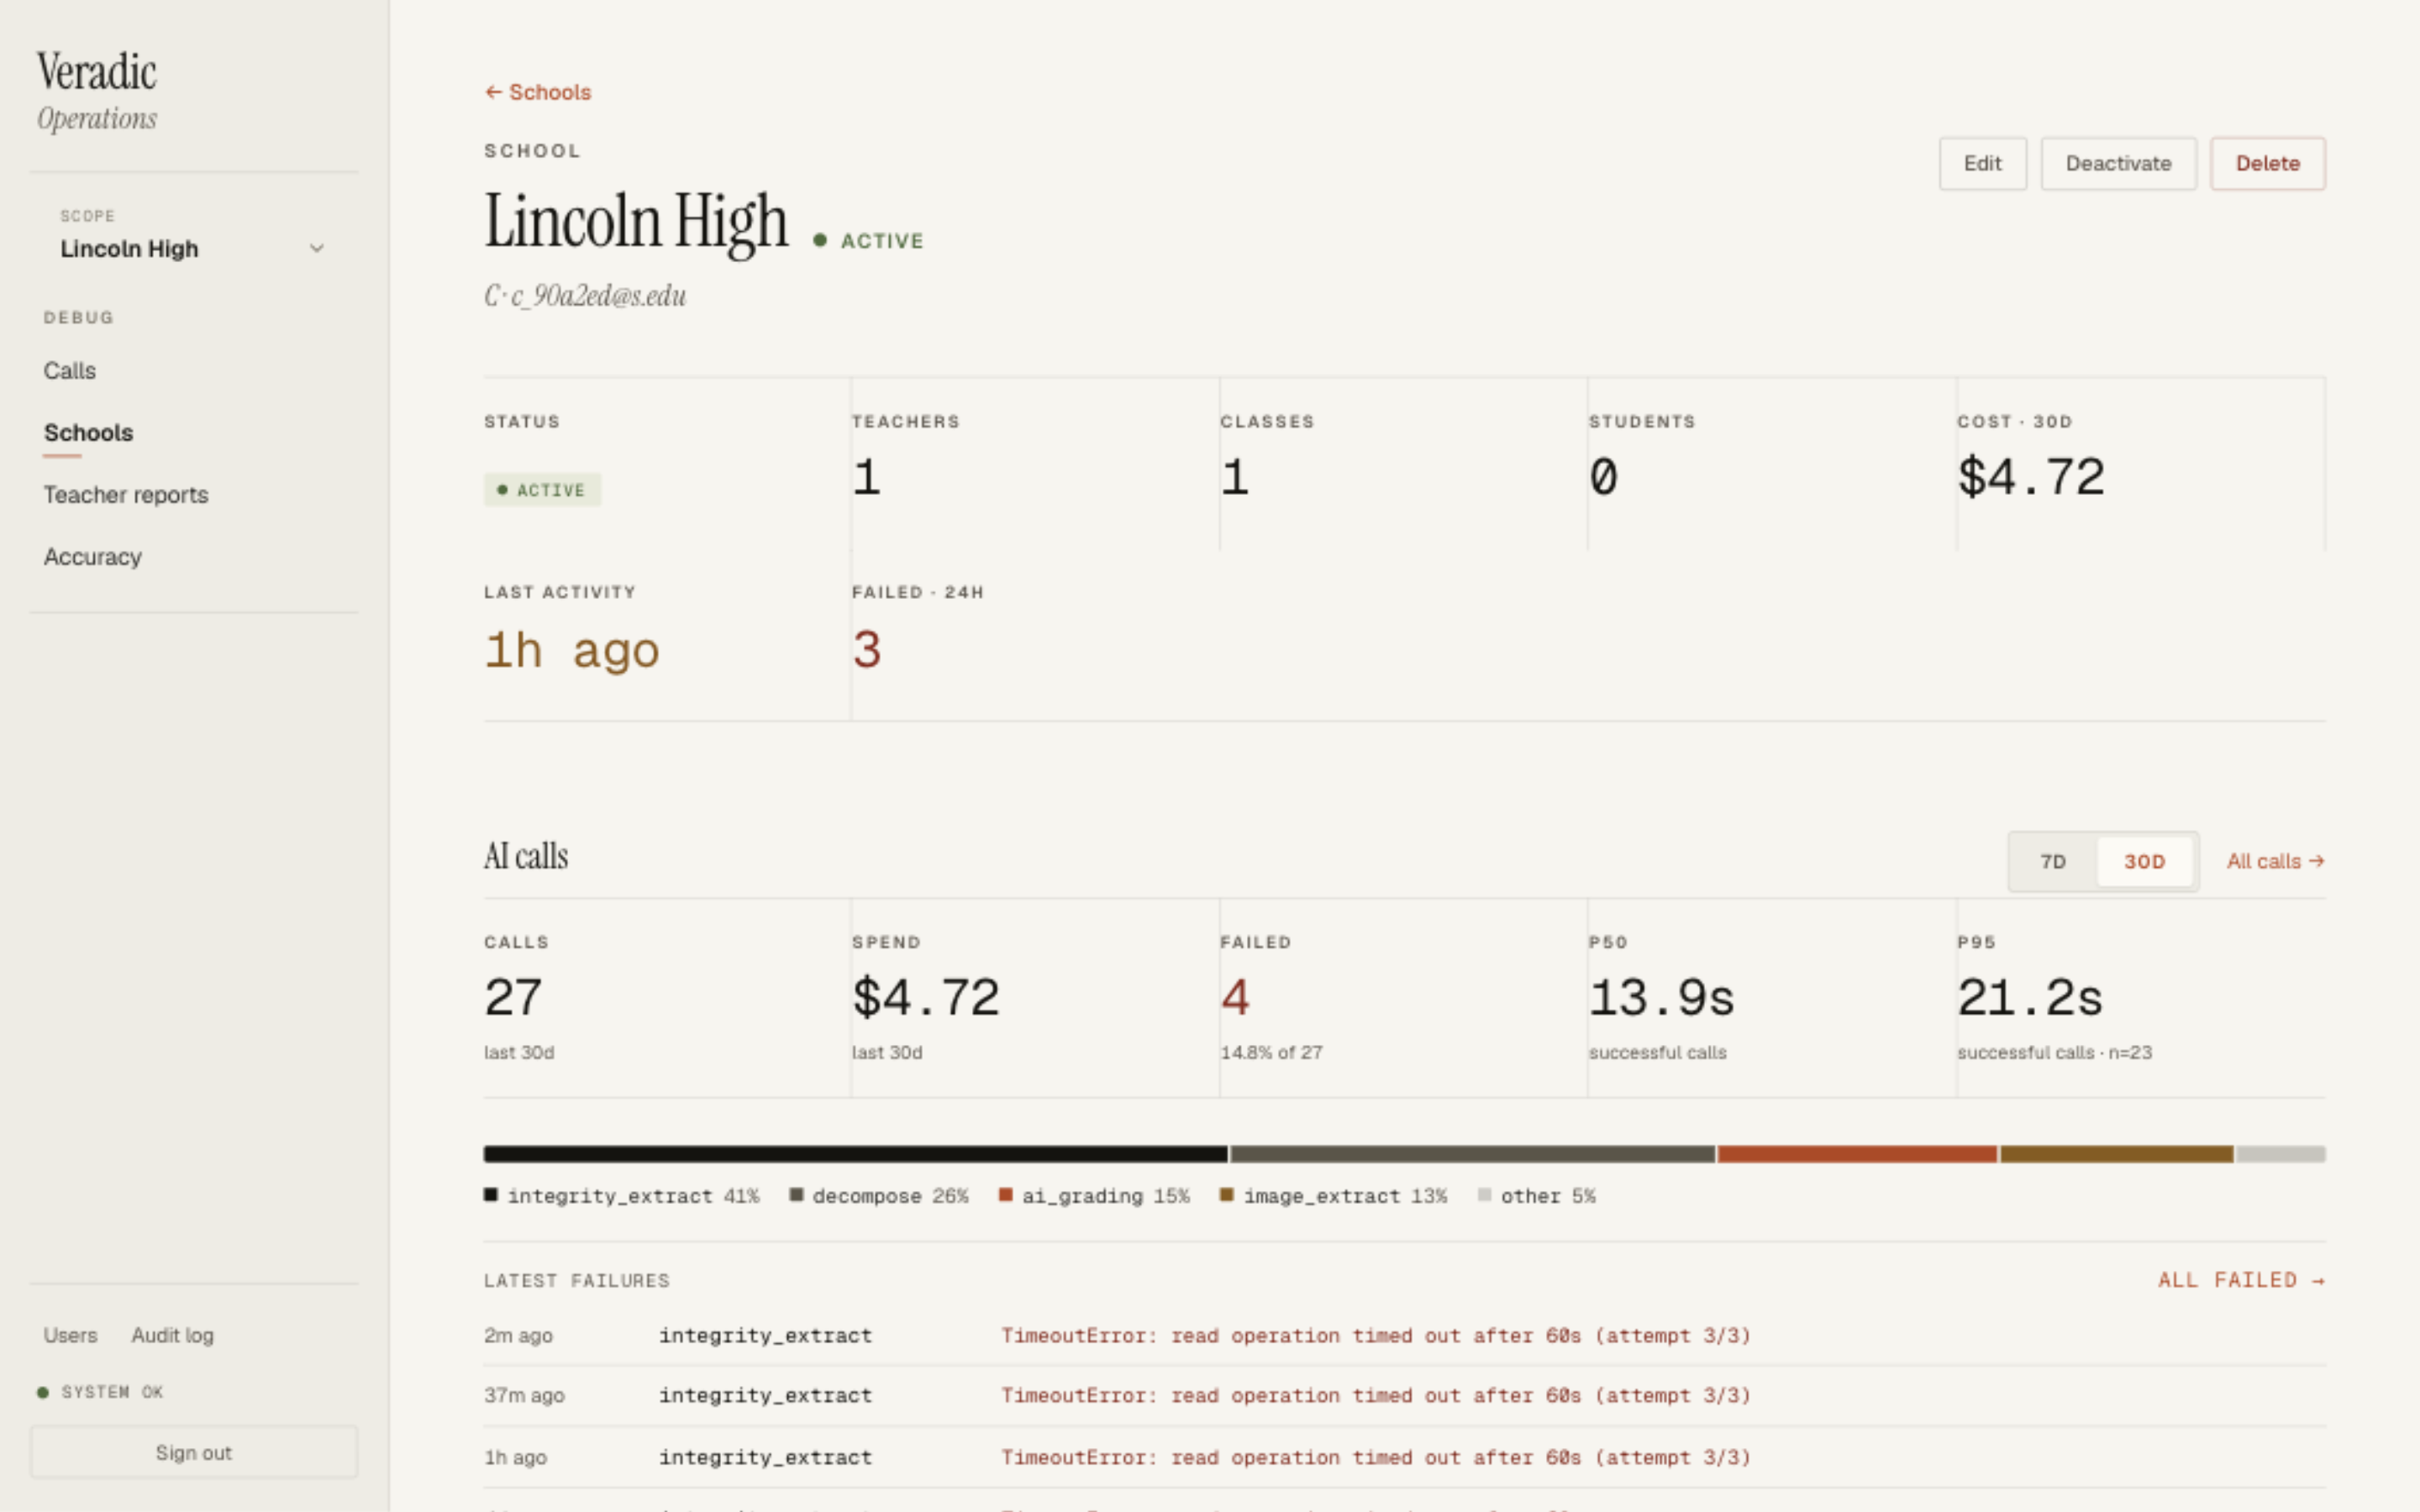 Veradic
Operations
SCOPE
Lincoln High
DEBUG
Calls
Schools
Teacher reports
Accuracy
Users Audit log
SYSTEM OK
Sign out
← Schools
SCHOOL
Edit Deactivate Delete
Lincoln High ACTIVE
C · c_90a2ed@s.edu
STATUS TEACHERS CLASSES STUDENTS COST · 30D
ACTIVE 1 1 0 $4.72
LAST ACTIVITY FAILED · 24H
1h ago 3
AI calls 7D 30D All calls →
CALLS SPEND FAILED P50 P95
27 $4.72 4 13.9s 21.2s
last 30d last 30d 14.8% of 27 successful calls successful calls · n=23
integrity_extract 41% decompose 26% ai_grading 15% image_extract 13% other 5%
LATEST FAILURES ALL FAILED →
2m ago integrity_extract TimeoutError: read operation timed out after 60s (attempt 3/3)
37m ago integrity_extract TimeoutError: read operation timed out after 60s (attempt 3/3)
1h ago integrity_extract TimeoutError: read operation timed out after 60s (attempt 3/3)